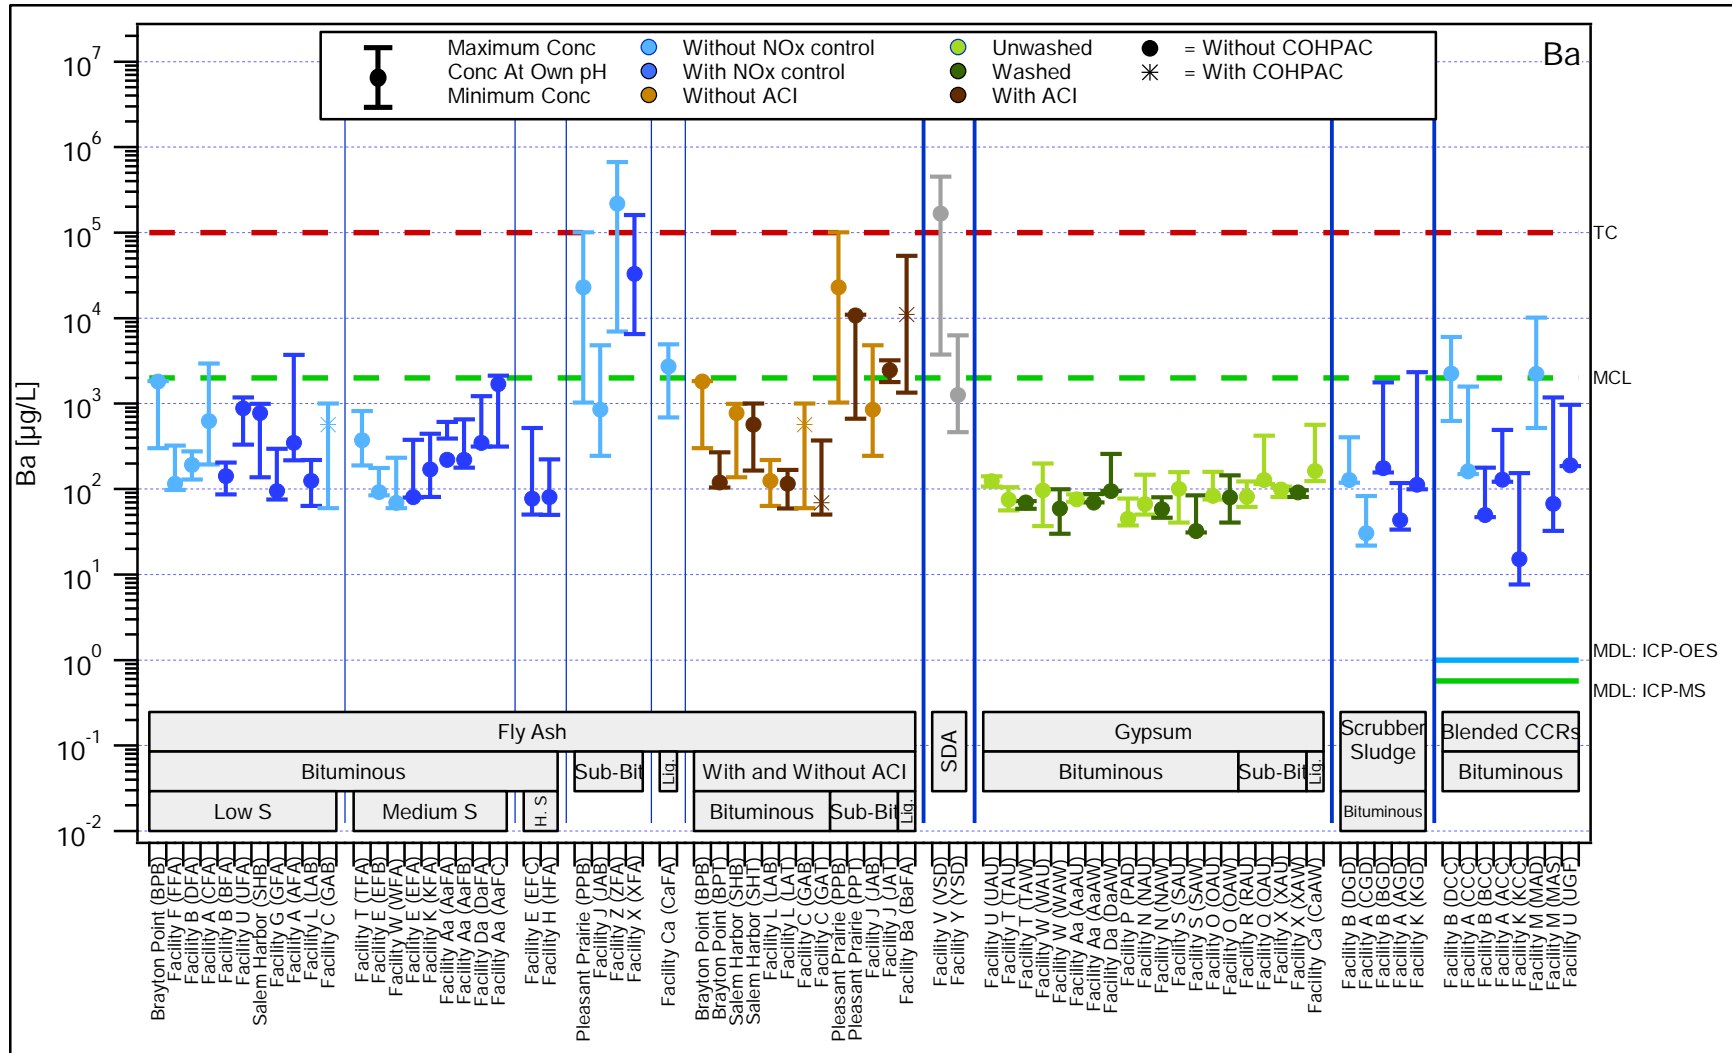 Ba
Maximum Conc
Conc At Own pH
Minimum Conc
Without NOx control
With NOx control
Without ACI
Unwashed
Washed
With ACI
= Without COHPAC
= With COHPAC
Ba [µg/L]
10^7
10^6
10^5
10^4
10^3
10^2
10^1
10^0
10^-1
10^-2
TC
MCL
MDL: ICP-OES
MDL: ICP-MS
Fly Ash
Bituminous
Low S
Medium S
H. S
Sub-Bit
Lig.
With and Without ACI
Bituminous
Sub-Bit
Lig.
SDA
Gypsum
Bituminous
Sub-Bit
Lig.
Scrubber
Sludge
Bituminous
Blended CCRs
Bituminous
Brayton Point (BPB)
Facility F (FFA)
Facility B (DFA)
Facility A (CFA)
Facility B (BFA)
Facility U (UFA)
Salem Harbor (SHB)
Facility G (GFA)
Facility A (AFA)
Facility L (LAB)
Facility C (GAB)
Facility T (TFA)
Facility E (EFB)
Facility W (WFA)
Facility E (EFA)
Facility K (KFA)
Facility Aa (AaFA)
Facility Aa (AaFB)
Facility Da (DaFA)
Facility Aa (AaFC)
Facility E (EFC)
Facility H (HFA)
Pleasant Prairie (PPB)
Facility J (JAB)
Facility Z (ZFA)
Facility X (XFA)
Facility Ca (CaFA)
Brayton Point (BPB)
Brayton Point (BPT)
Salem Harbor (SHB)
Salem Harbor (SHT)
Facility L (LAB)
Facility L (LAT)
Facility C (GAB)
Facility C (GAT)
Pleasant Prairie (PPB)
Pleasant Prairie (PPT)
Facility J (JAB)
Facility J (JAT)
Facility Ba (BaFA)
Facility V (VSD)
Facility Y (YSD)
Facility U (UAU)
Facility T (TAU)
Facility T (TAW)
Facility W (WAU)
Facility W (WAW)
Facility Aa (AaAU)
Facility Aa (AaAW)
Facility Da (DaAW)
Facility P (PAD)
Facility N (NAU)
Facility N (NAW)
Facility S (SAU)
Facility S (SAW)
Facility O (OAU)
Facility O (OAW)
Facility R (RAU)
Facility Q (QAU)
Facility X (XAU)
Facility X (XAW)
Facility Ca (CaAW)
Facility B (DGD)
Facility A (CGD)
Facility B (BGD)
Facility A (AGD)
Facility K (KGD)
Facility B (DCC)
Facility A (CCC)
Facility B (BCC)
Facility A (ACC)
Facility K (KCC)
Facility M (MAD)
Facility M (MAS)
Facility U (UGF)